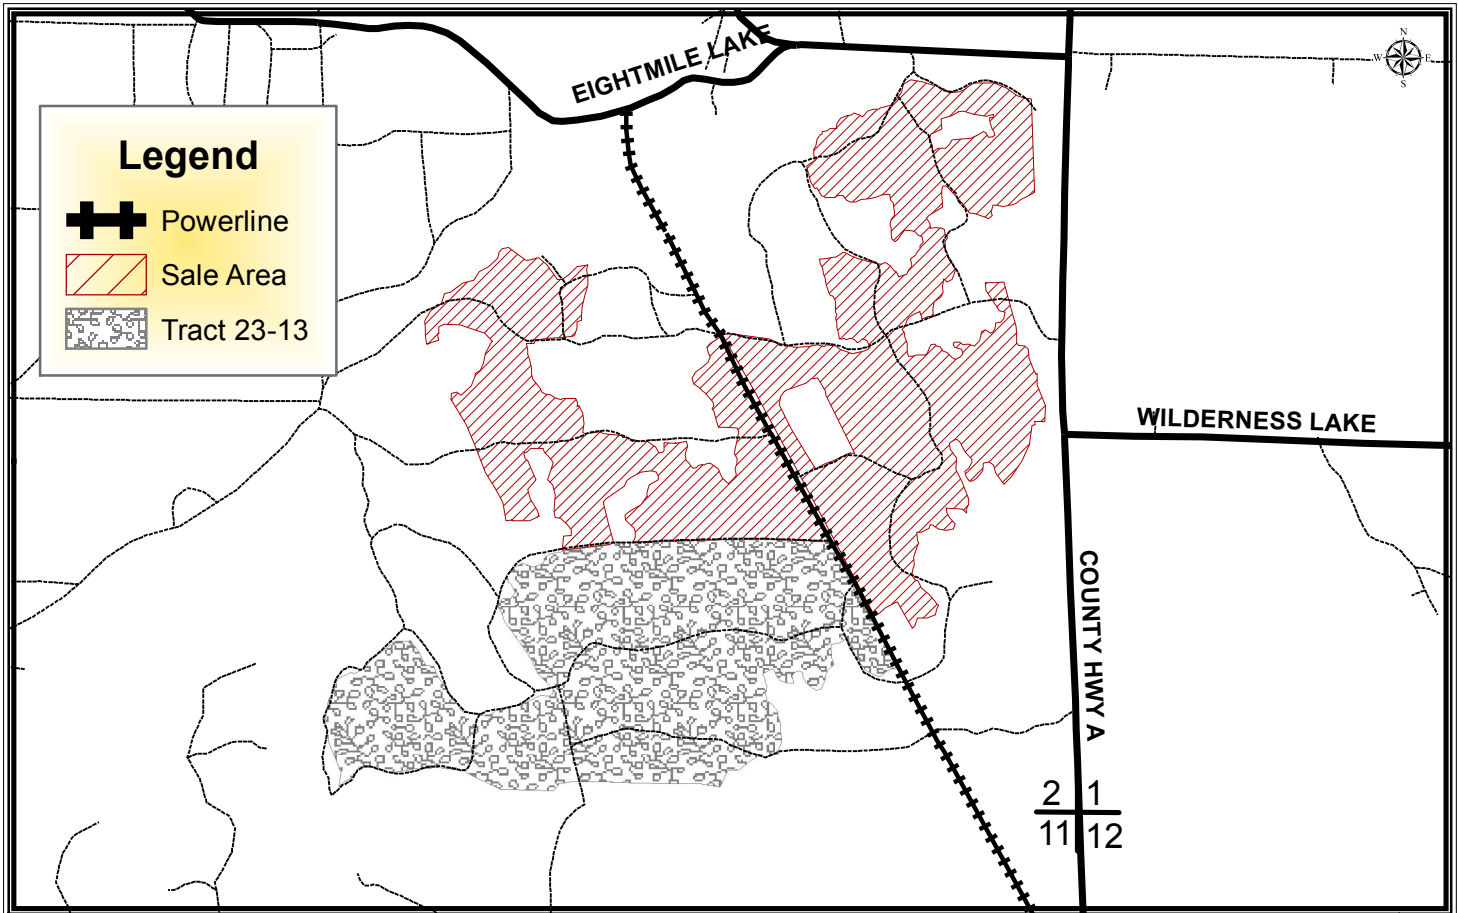 EIGHTMILE LAKE
N
W E
S
Legend
Powerline
Sale Area
Tract 23-13
WILDERNESS LAKE
COUNTY HWY A
2 1
11 12